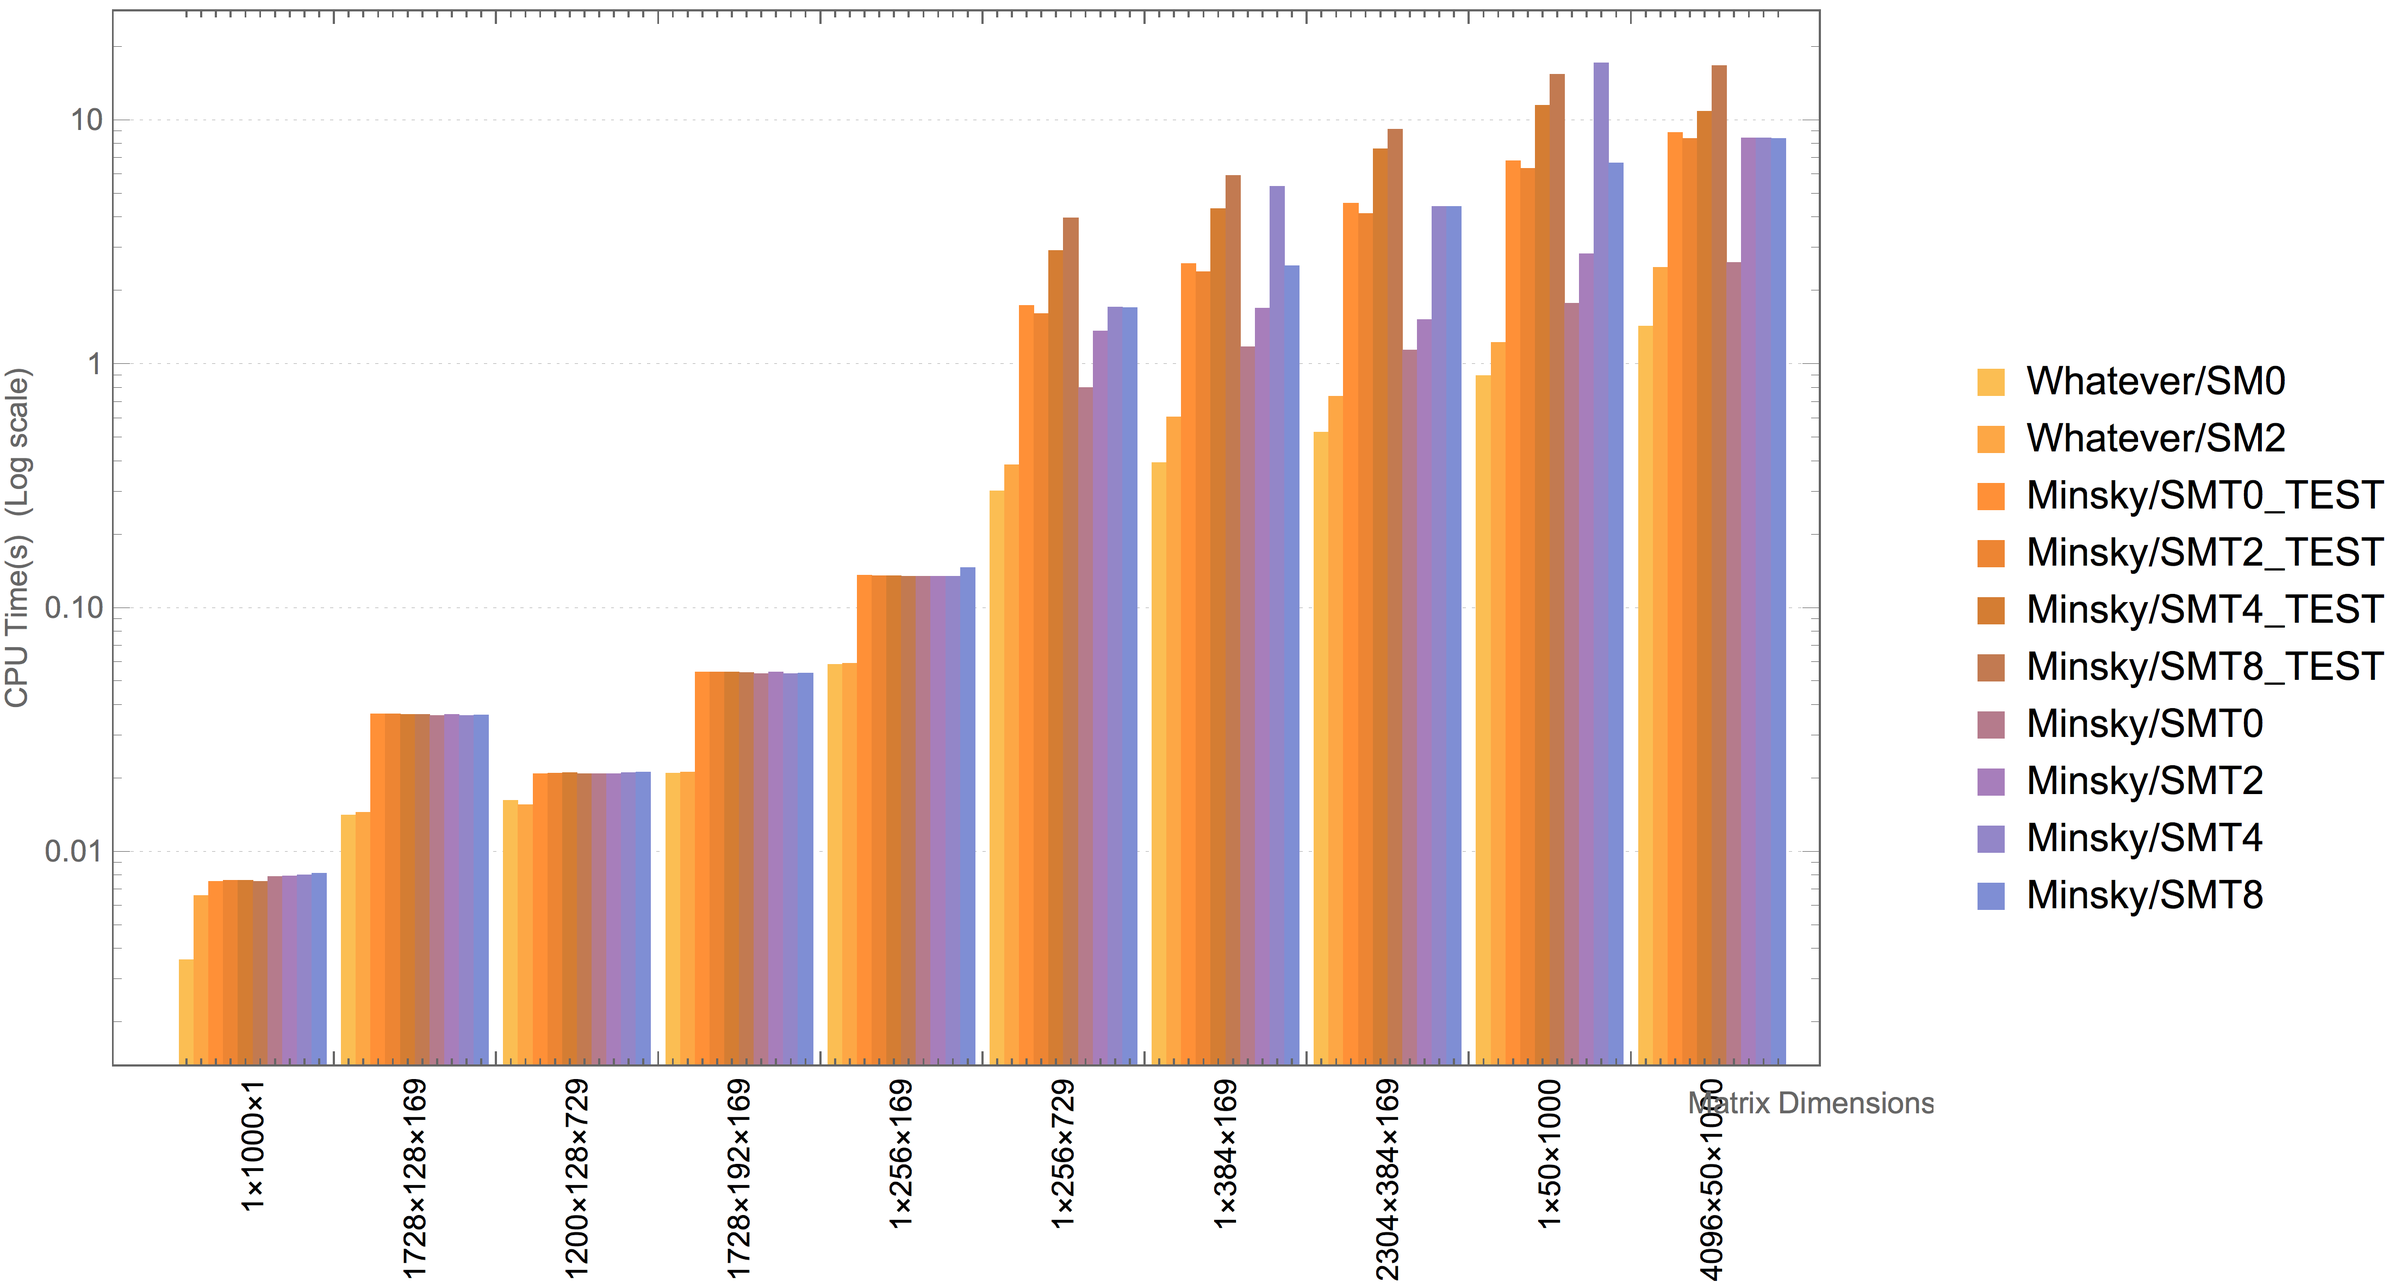 10
1
0.10
0.01
CPU Time(s) (Log scale)
1×1000×1
1728×128×169
1200×128×729
1728×192×169
1×256×169
1×256×729
1×384×169
2304×384×169
1×50×1000
4096×50×1000
Matrix Dimensions
Whatever/SM0
Whatever/SM2
Minsky/SMT0_TEST
Minsky/SMT2_TEST
Minsky/SMT4_TEST
Minsky/SMT8_TEST
Minsky/SMT0
Minsky/SMT2
Minsky/SMT4
Minsky/SMT8